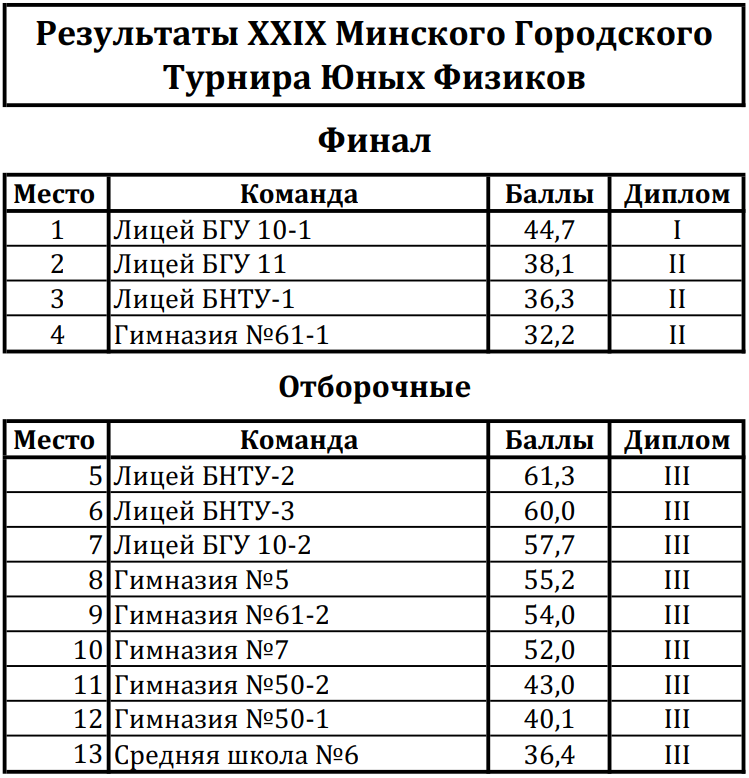 Результаты XXIX Минского Городского
Турнира Юных Физиков
Финал
Место Команда Баллы Диплом
1 Лицей БГУ 10-1 44,7 I
2 Лицей БГУ 11 38,1 II
3 Лицей БНТУ-1 36,3 II
4 Гимназия №61-1 32,2 II
Отборочные
Место Команда Баллы Диплом
5 Лицей БНТУ-2 61,3 III
6 Лицей БНТУ-3 60,0 III
7 Лицей БГУ 10-2 57,7 III
8 Гимназия №5 55,2 III
9 Гимназия №61-2 54,0 III
10 Гимназия №7 52,0 III
11 Гимназия №50-2 43,0 III
12 Гимназия №50-1 40,1 III
13 Средняя школа №6 36,4 III